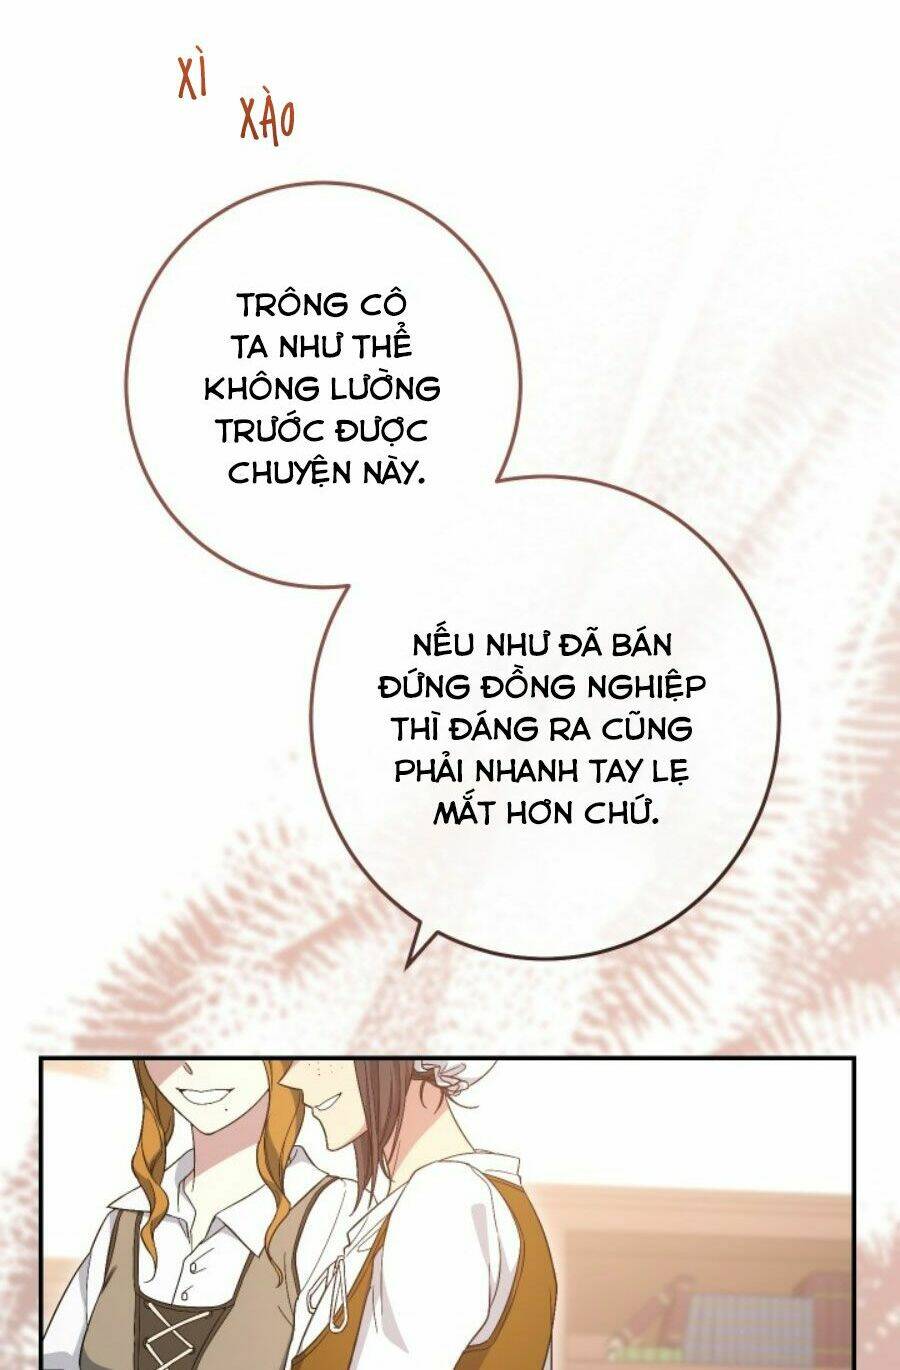 XÌ
XÀO
TRÔNG CÔ
TA NHƯ THỂ
KHÔNG LƯỜNG
TRƯỚC ĐƯỢC
CHUYỆN NÀY.
NẾU NHƯ ĐÃ BÁN
ĐỨNG ĐỒNG NGHIỆP
THÌ ĐÁNG RA CŨNG
PHẢI NHANH TAY LẸ
MẮT HƠN CHỨ.